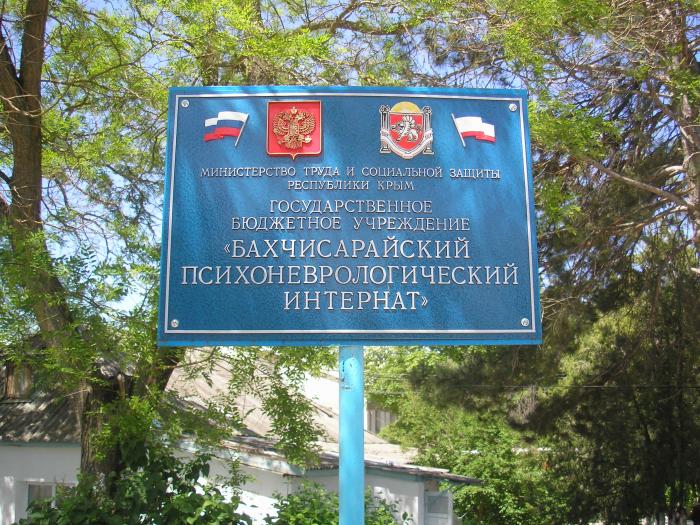 МИНИСТЕРСТВО ТРУДА И СОЦИАЛЬНОЙ ЗАЩИТЫ
РЕСПУБЛИКИ КРЫМ
ГОСУДАРСТВЕННОЕ
БЮДЖЕТНОЕ УЧРЕЖДЕНИЕ
«БАХЧИСАРАЙСКИЙ
ПСИХОНЕВРОЛОГИЧЕСКИЙ
ИНТЕРНАТ»